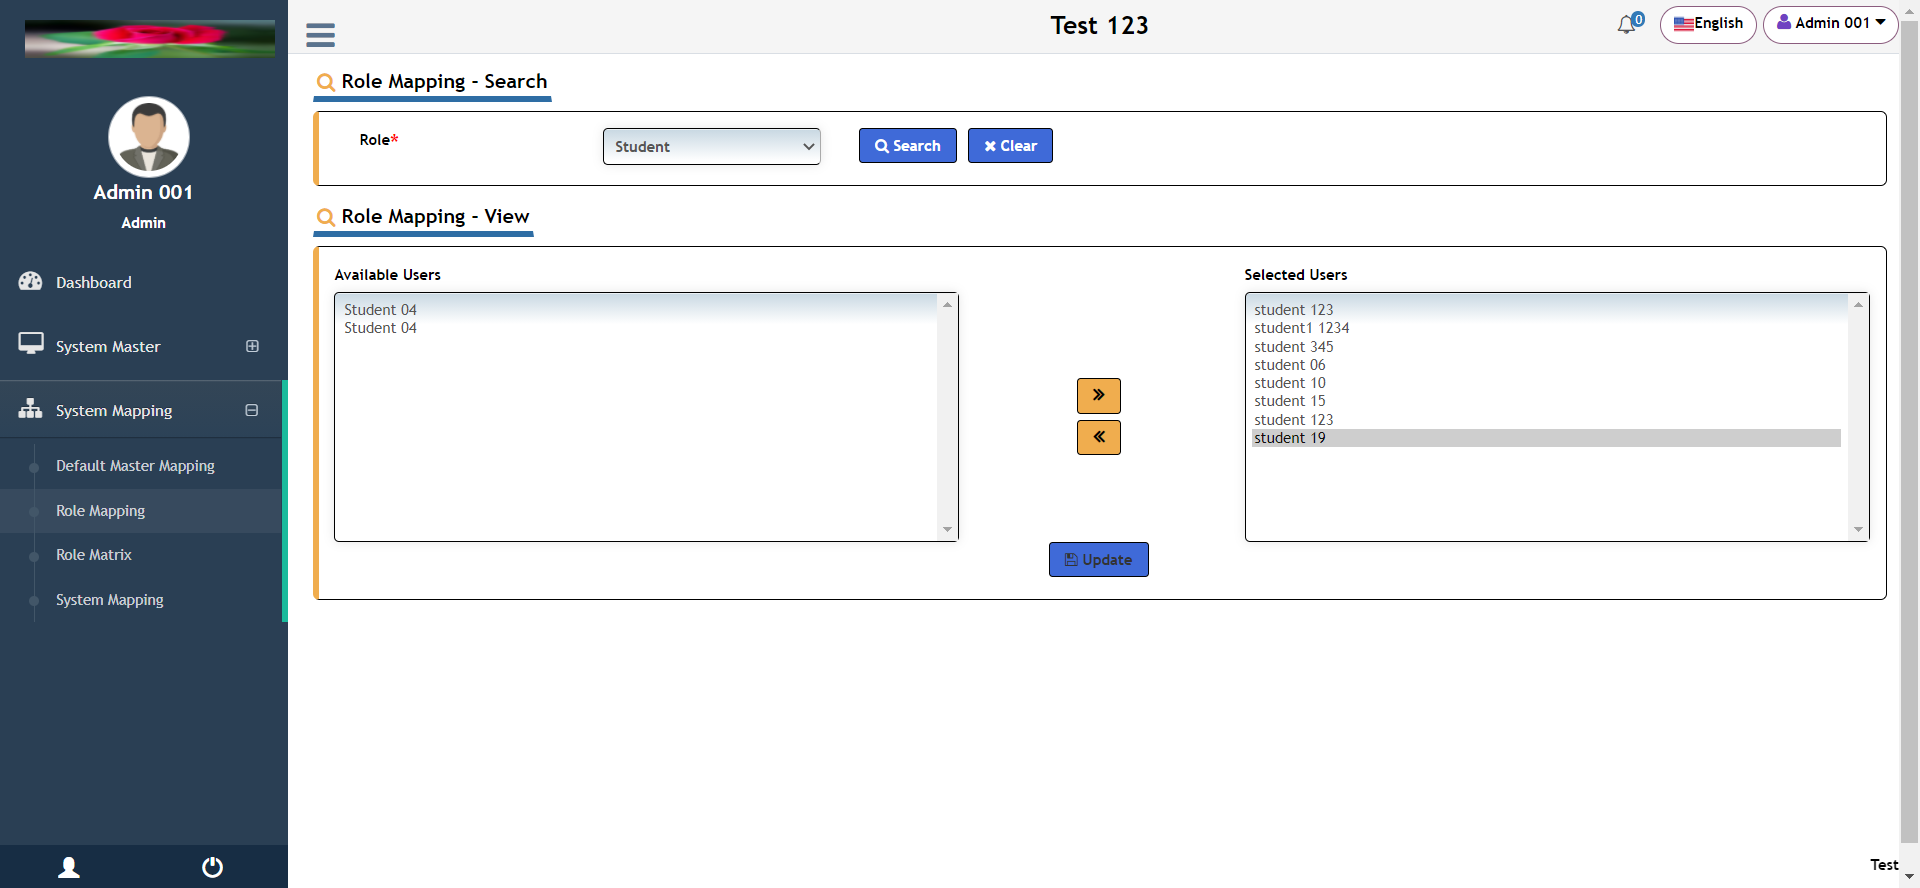 Test 123
0
English
Admin 001
Admin 001
Admin
Dashboard
System Master
System Mapping
Default Master Mapping
Role Mapping
Role Matrix
System Mapping
Role Mapping - Search
Role*
Student
Search
Clear
Role Mapping - View
Available Users
Student 04
Student 04
Selected Users
student 123
student1 1234
student 345
student 06
student 10
student 15
student 123
student 19
Update
Test